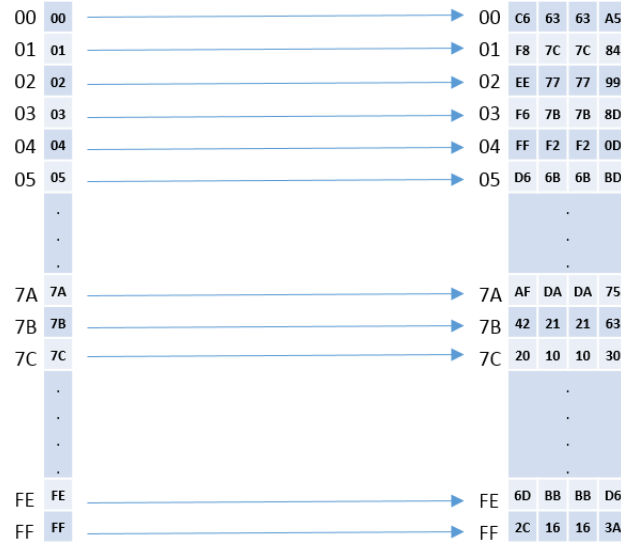 00 00 00 C6 63 63 A5
01 01 01 F8 7C 7C 84
02 02 02 EE 77 77 99
03 03 03 F6 7B 7B 8D
04 04 04 FF F2 F2 0D
05 05 05 D6 6B 6B BD
. .
. .
. .
7A 7A 7A AF DA DA 75
7B 7B 7B 42 21 21 63
7C 7C 7C 20 10 10 30
. .
. .
. .
. .
FE FE FE 6D BB BB D6
FF FF FF 2C 16 16 3A